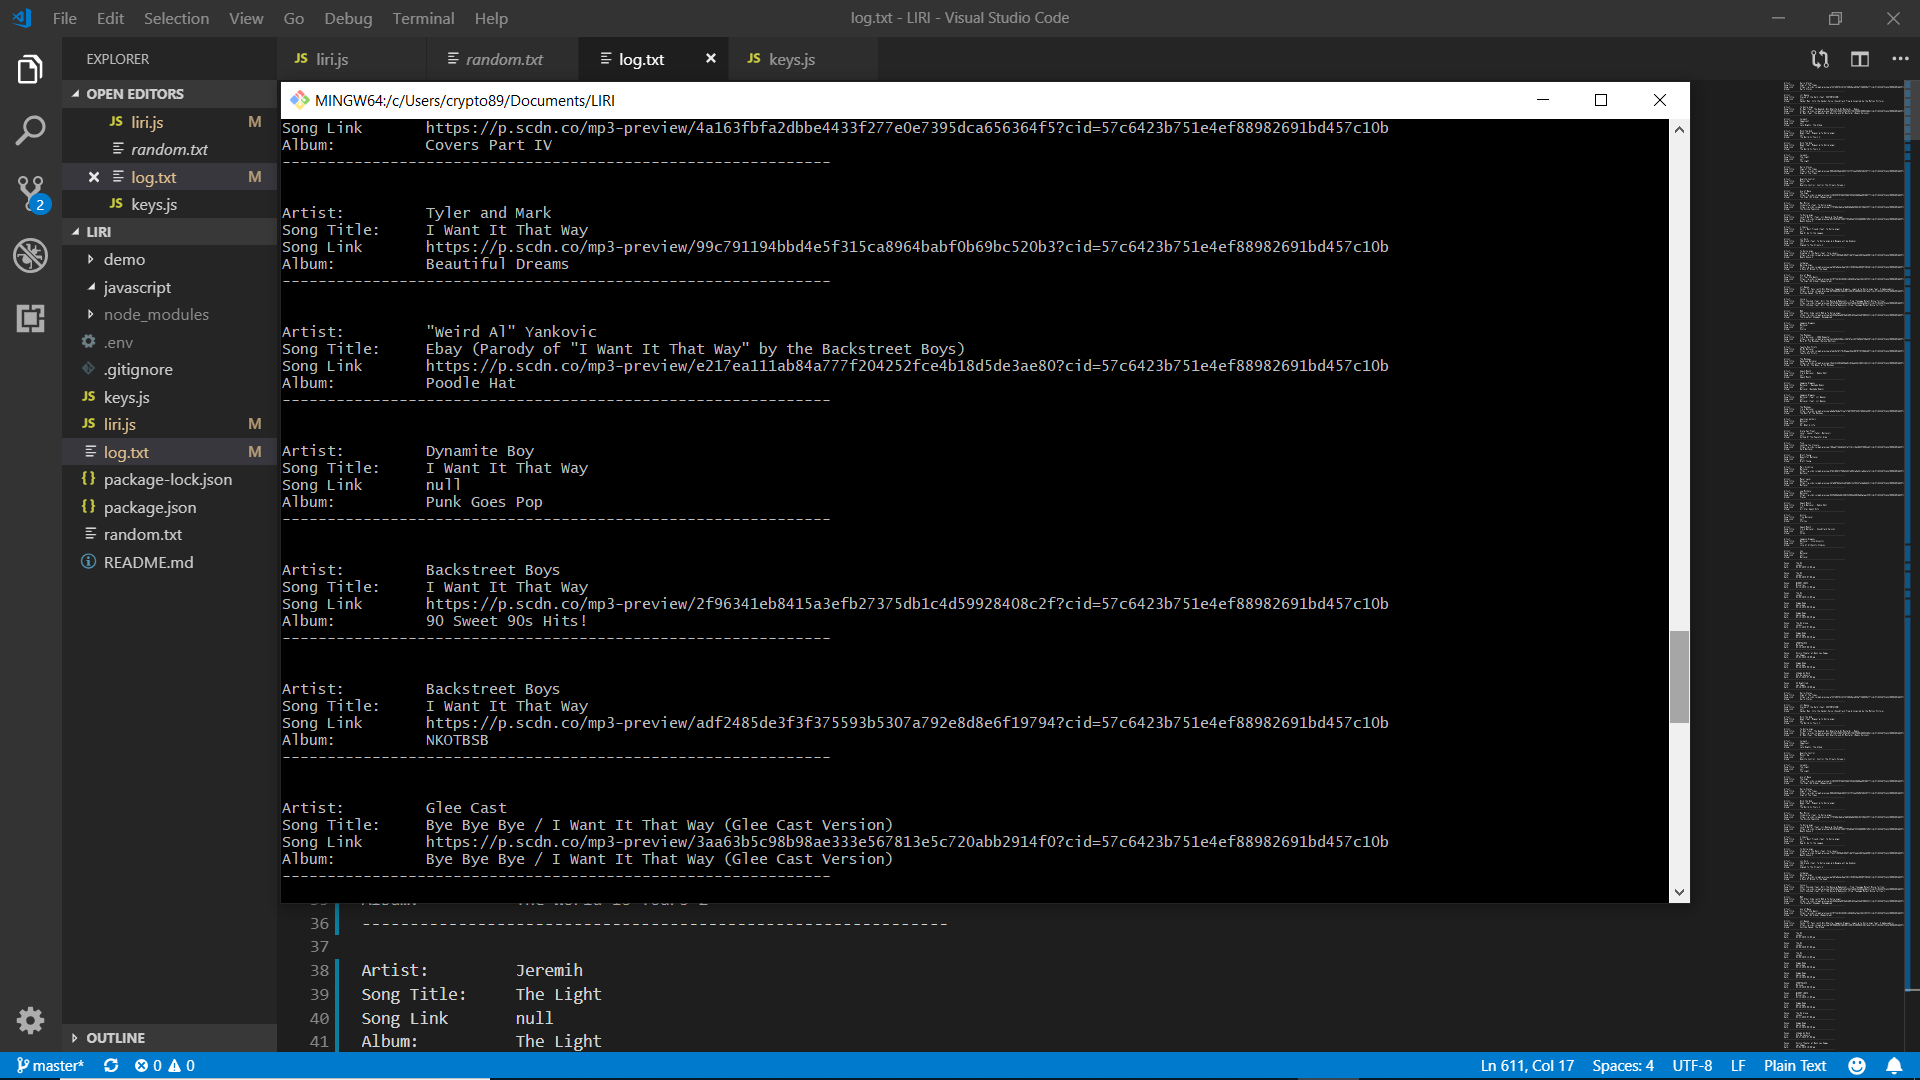 File Edit Selection View Go Debug Terminal Help
log.txt - LIRI - Visual Studio Code
EXPLORER
JS liri.js
random.txt
log.txt
JS keys.js
OPEN EDITORS
JS liri.js M
random.txt
log.txt M
JS keys.js
2
LIRI
demo
javascript
node_modules
.env
.gitignore
JS keys.js
JS liri.js M
log.txt M
{} package-lock.json
{} package.json
random.txt
README.md
OUTLINE
MINGW64:/c/Users/crypto89/Documents/LIRI
Song Link https://p.scdn.co/mp3-preview/4a163fbfa2dbbe4433f277e0e7395dca656364f5?cid=57c6423b751e4ef88982691bd457c10b
Album: Covers Part IV
-------------------------------------------------------------
Artist: Tyler and Mark
Song Title: I Want It That Way
Song Link https://p.scdn.co/mp3-preview/99c791194bbd4e5f315ca8964babf0b69bc520b3?cid=57c6423b751e4ef88982691bd457c10b
Album: Beautiful Dreams
-------------------------------------------------------------
Artist: "Weird Al" Yankovic
Song Title: Ebay (Parody of "I Want It That Way" by the Backstreet Boys)
Song Link https://p.scdn.co/mp3-preview/e217ea111ab84a777f204252fce4b18d5de3ae80?cid=57c6423b751e4ef88982691bd457c10b
Album: Poodle Hat
-------------------------------------------------------------
Artist: Dynamite Boy
Song Title: I Want It That Way
Song Link null
Album: Punk Goes Pop
-------------------------------------------------------------
Artist: Backstreet Boys
Song Title: I Want It That Way
Song Link https://p.scdn.co/mp3-preview/2f96341eb8415a3efb27375db1c4d59928408c2f?cid=57c6423b751e4ef88982691bd457c10b
Album: 90 Sweet 90s Hits!
-------------------------------------------------------------
Artist: Backstreet Boys
Song Title: I Want It That Way
Song Link https://p.scdn.co/mp3-preview/adf2485de3f3f375593b5307a792e8d8e6f19794?cid=57c6423b751e4ef88982691bd457c10b
Album: NKOTBSB
-------------------------------------------------------------
Artist: Glee Cast
Song Title: Bye Bye Bye / I Want It That Way (Glee Cast Version)
Song Link https://p.scdn.co/mp3-preview/3aa63b5c98b98ae333e567813e5c720abb2914f0?cid=57c6423b751e4ef88982691bd457c10b
Album: Bye Bye Bye / I Want It That Way (Glee Cast Version)
-------------------------------------------------------------
36 -------------------------------------------------------------
37
38 Artist: Jeremih
39 Song Title: The Light
40 Song Link null
41 Album: The Light
master* 0 0
Ln 611, Col 17 Spaces: 4 UTF-8 LF Plain Text